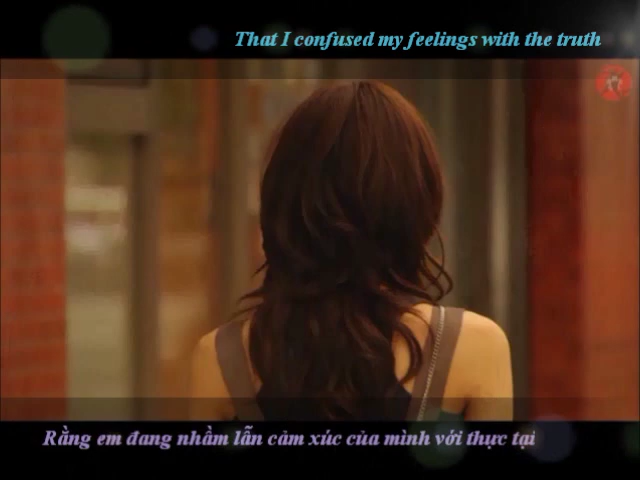 That I confused my feelings with the truth
Rằng em đang nhầm lẫn cảm xúc của mình với thực tại